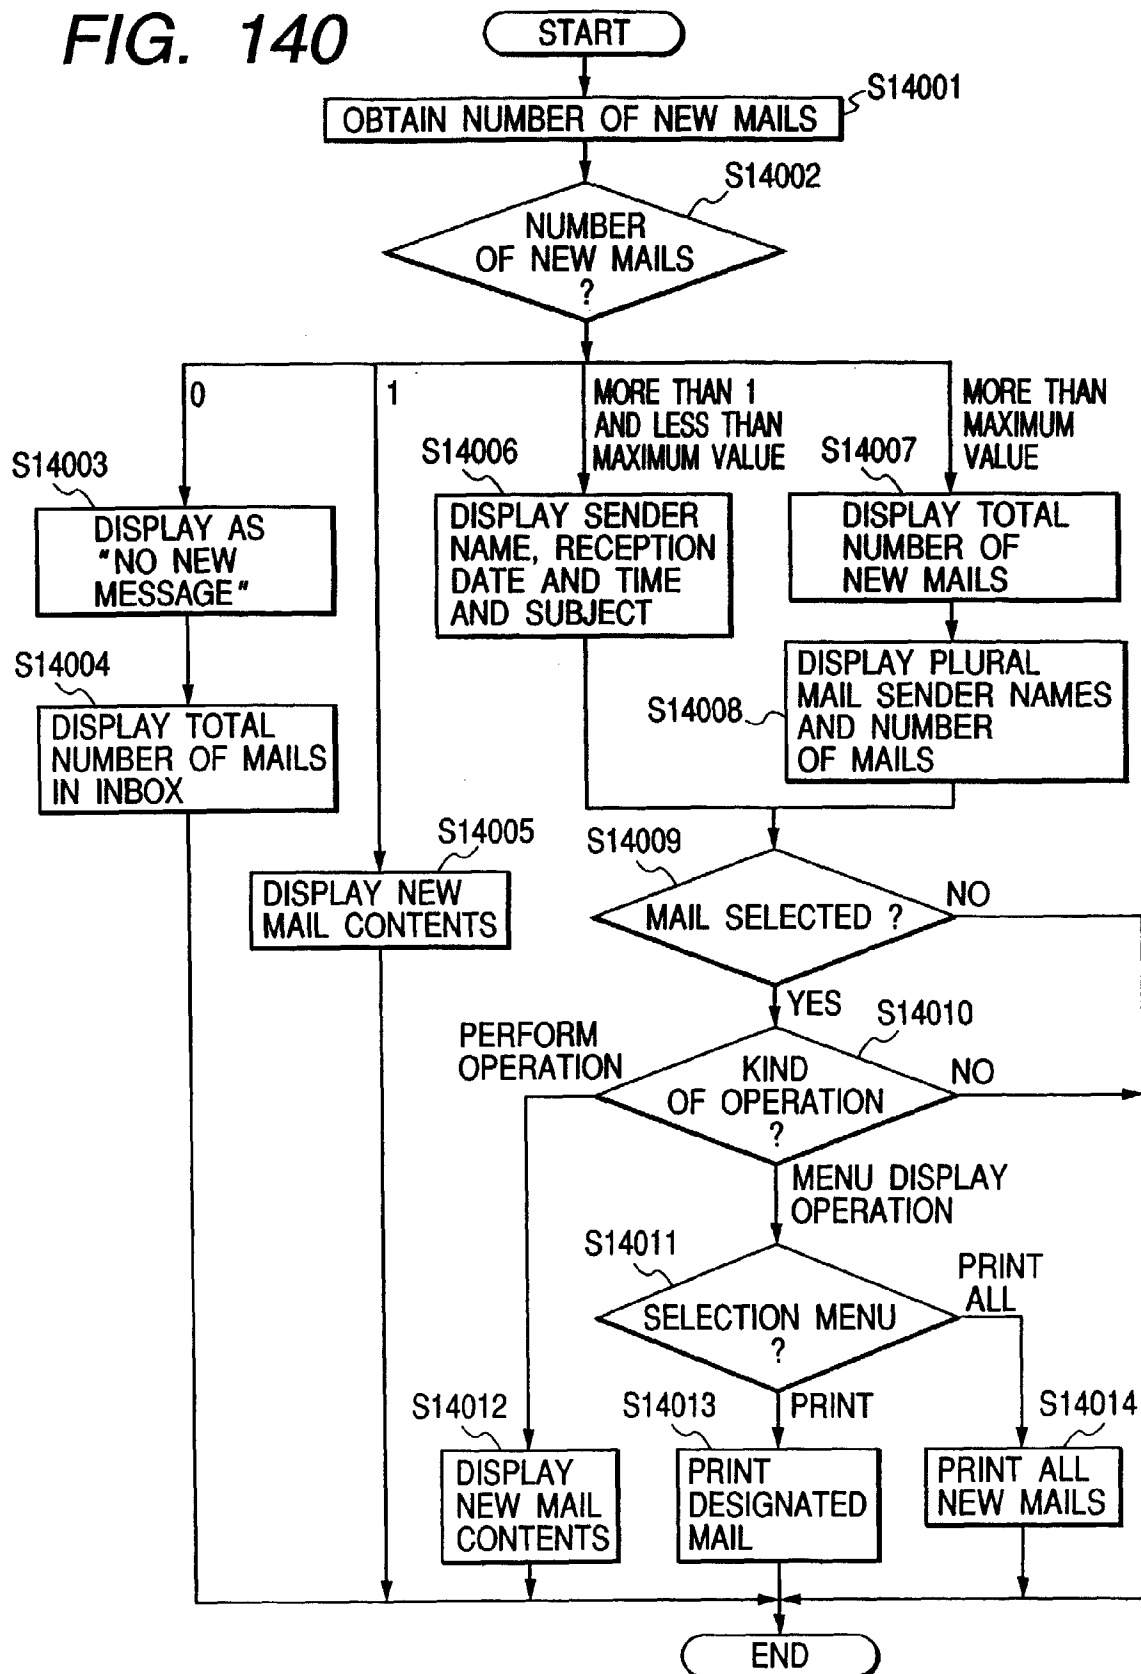 FIG. 140
START
S14001
OBTAIN NUMBER OF NEW MAILS
S14002
NUMBER
OF NEW MAILS
?
0
1
MORE THAN 1
AND LESS THAN
MAXIMUM VALUE
MORE THAN
MAXIMUM
VALUE
S14003
DISPLAY AS
"NO NEW
MESSAGE"
S14006
DISPLAY SENDER
NAME, RECEPTION
DATE AND TIME
AND SUBJECT
S14007
DISPLAY TOTAL
NUMBER OF
NEW MAILS
S14004
DISPLAY TOTAL
NUMBER OF MAILS
IN INBOX
S14008
DISPLAY PLURAL
MAIL SENDER NAMES
AND NUMBER
OF MAILS
S14005
DISPLAY NEW
MAIL CONTENTS
S14009
MAIL SELECTED ?
NO
YES
S14010
PERFORM
OPERATION
KIND
OF OPERATION
?
NO
MENU DISPLAY
OPERATION
S14011
SELECTION MENU
?
PRINT
ALL
PRINT
S14012
DISPLAY
NEW MAIL
CONTENTS
S14013
PRINT
DESIGNATED
MAIL
S14014
PRINT ALL
NEW MAILS
END